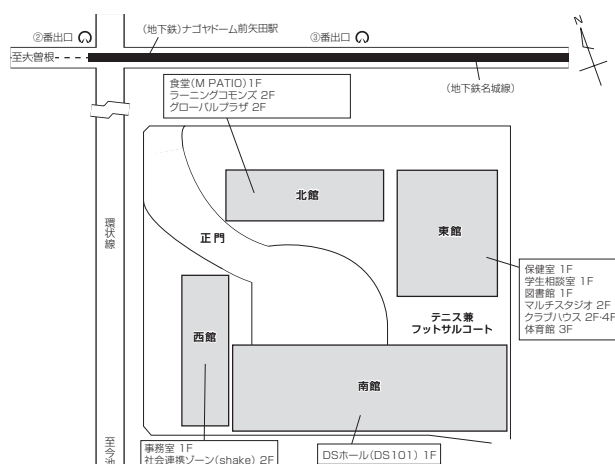 (地下鉄)ナゴヤドーム前矢田駅
②番出口
③番出口
N
至大曽根
(地下鉄名城線)
食堂(M PATIO)1F
ラーニングコモンズ 2F
グローバルプラザ 2F
北館
東館
環状線
正門
保健室 1F
学生相談室 1F
図書館 1F
マルチスタジオ 2F
クラブハウス 2F・4F
体育館 3F
テニス兼
フットサルコート
西館
南館
至今池
事務室 1F
社会連携ゾーン(shake) 2F
DSホール(DS101) 1F